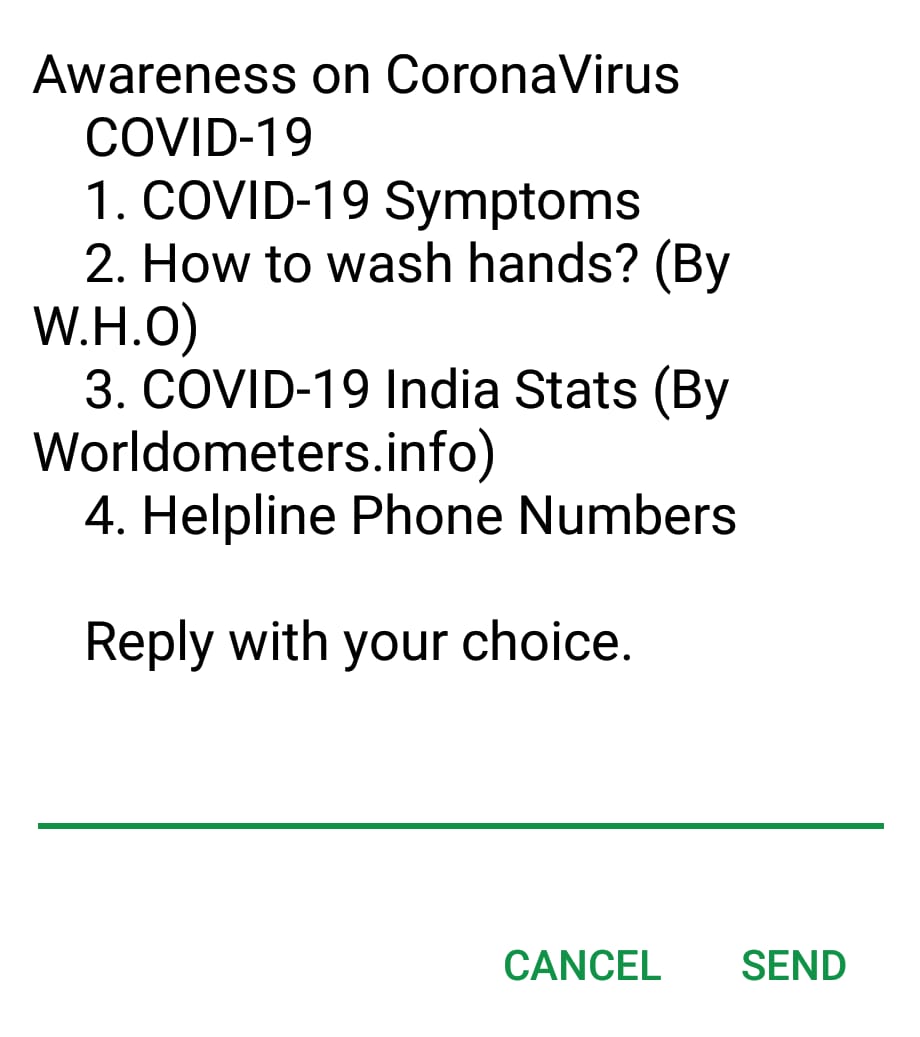 Awareness on CoronaVirus
COVID-19
1. COVID-19 Symptoms
2. How to wash hands? (By
W.H.O)
3. COVID-19 India Stats (By
Worldometers.info)
4. Helpline Phone Numbers
Reply with your choice.
CANCEL SEND